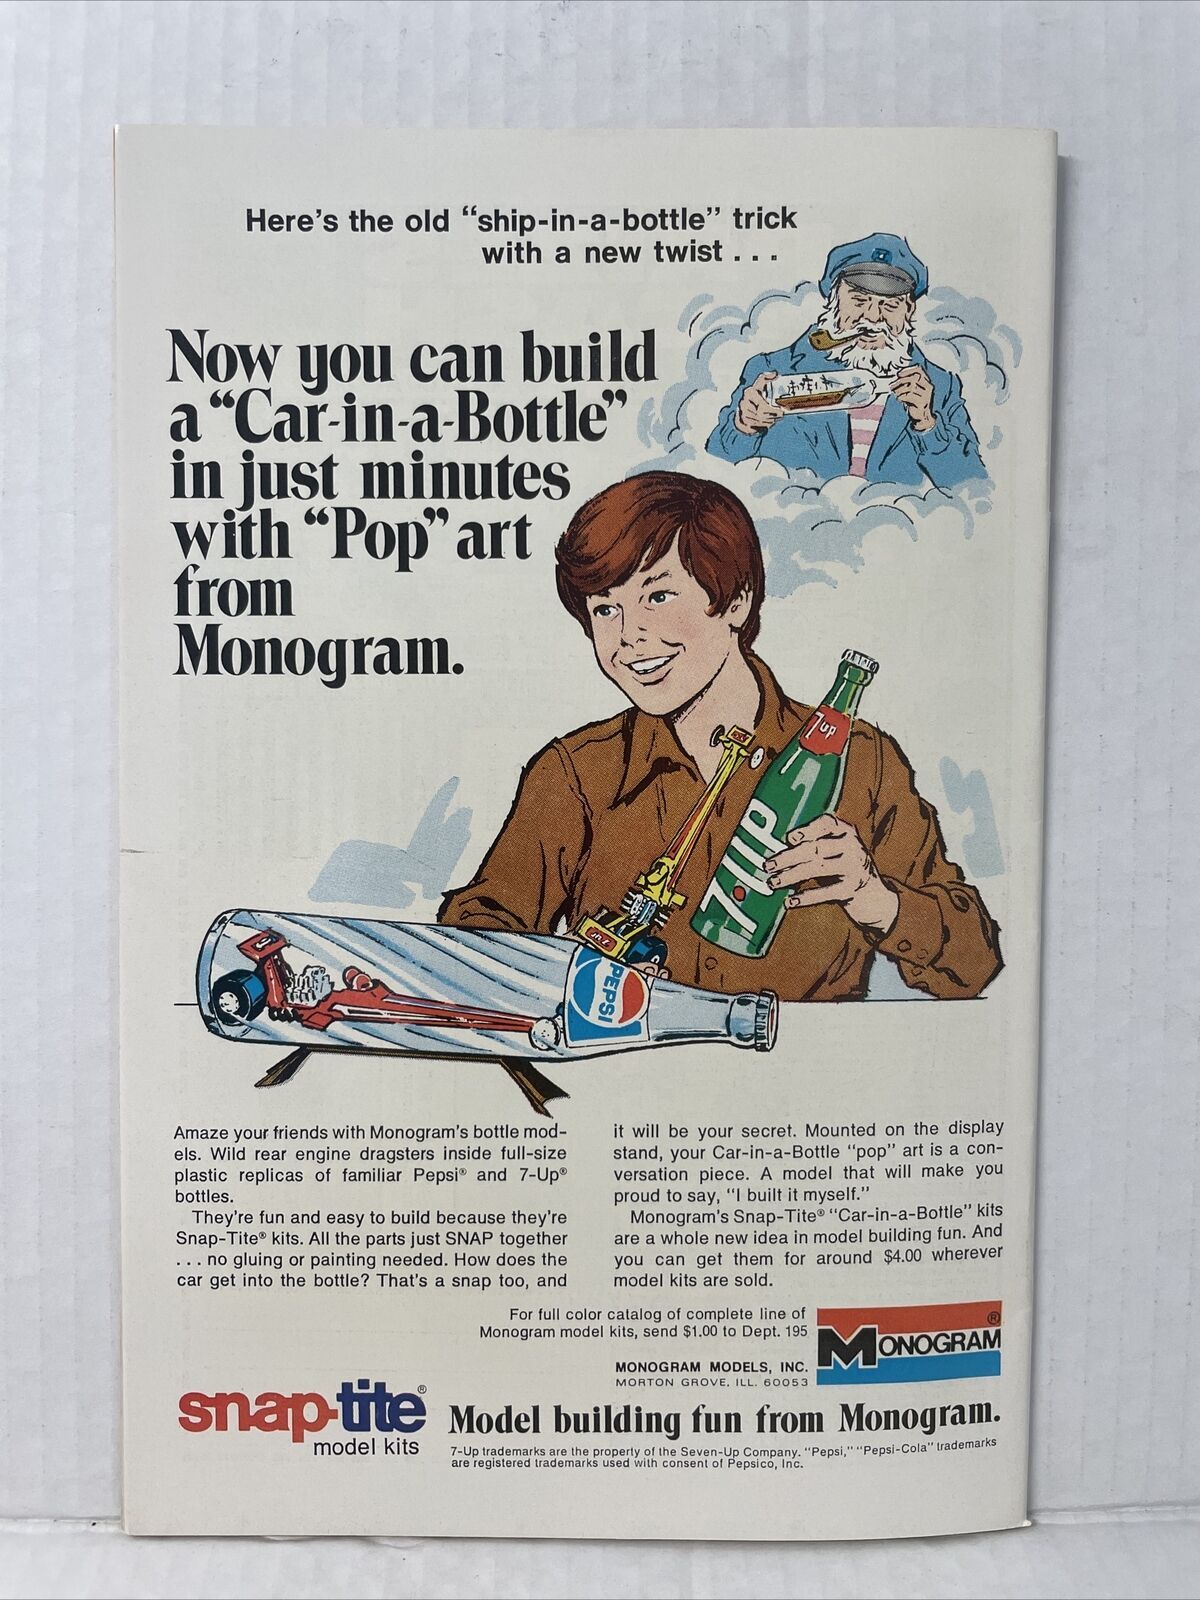 Here's the old "ship-in-a-bottle" trick
with a new twist . . .
Now you can build
a "Car-in-a-Bottle"
in just minutes
with "Pop" art
from
Monogram.
7up
7·UP
PEPSI
Amaze your friends with Monogram's bottle mod-
els. Wild rear engine dragsters inside full-size
plastic replicas of familiar Pepsi® and 7-Up®
bottles.
They're fun and easy to build because they're
Snap-Tite® kits. All the parts just SNAP together
. . . no gluing or painting needed. How does the
car get into the bottle? That's a snap too, and
it will be your secret. Mounted on the display
stand, your Car-in-a-Bottle "pop" art is a con-
versation piece. A model that will make you
proud to say, "I built it myself."
Monogram's Snap-Tite® "Car-in-a-Bottle" kits
are a whole new idea in model building fun. And
you can get them for around $4.00 wherever
model kits are sold.
For full color catalog of complete line of
Monogram model kits, send $1.00 to Dept. 195
MONOGRAM MODELS, INC.
MORTON GROVE, ILL. 60053
MONOGRAM®
snap-tite®
model kits
Model building fun from Monogram.
7-Up trademarks are the property of the Seven-Up Company. "Pepsi," "Pepsi-Cola" trademarks
are registered trademarks used with consent of Pepsico, Inc.